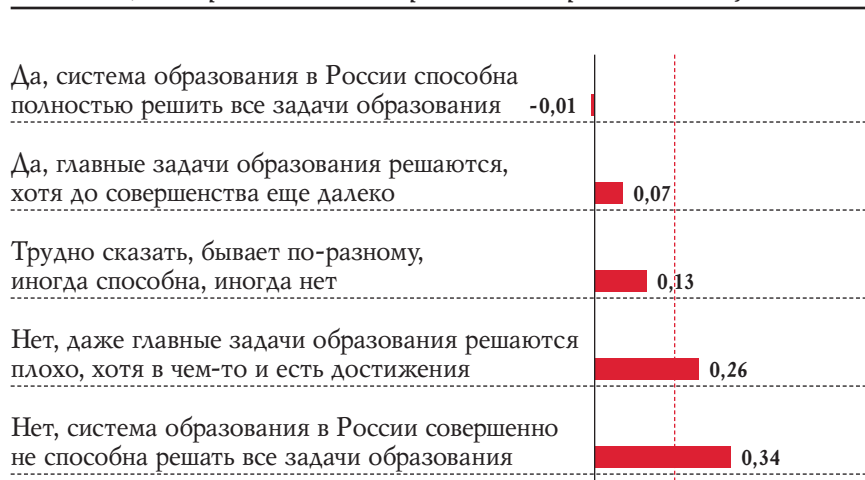 Да, система образования в России способна
полностью решить все задачи образования -0,01
Да, главные задачи образования решаются,
хотя до совершенства еще далеко 0,07
Трудно сказать, бывает по-разному,
иногда способна, иногда нет 0,13
Нет, даже главные задачи образования решаются
плохо, хотя в чем-то и есть достижения 0,26
Нет, система образования в России совершенно
не способна решать все задачи образования 0,34